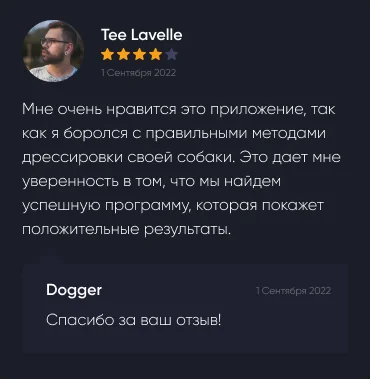 Tee Lavelle
1 Сентября 2022
Мне очень нравится это приложение, так
как я боролся с правильными методами
дрессировки своей собаки. Это дает мне
уверенность в том, что мы найдем
успешную программу, которая покажет
положительные результаты.
Dogger
1 Сентября 2022
Спасибо за ваш отзыв!